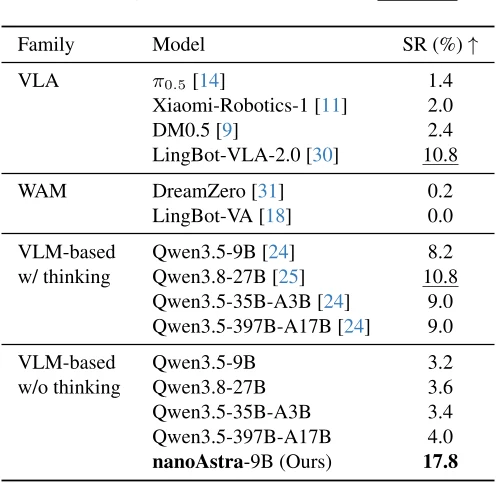 Family Model SR (%) ↑
VLA π0.5 [14] 1.4
Xiaomi-Robotics-1 [11] 2.0
DM0.5 [9] 2.4
LingBot-VLA-2.0 [30] 10.8
WAM DreamZero [31] 0.2
LingBot-VA [18] 0.0
VLM-based Qwen3.5-9B [24] 8.2
w/ thinking Qwen3.8-27B [25] 10.8
Qwen3.5-35B-A3B [24] 9.0
Qwen3.5-397B-A17B [24] 9.0
VLM-based Qwen3.5-9B 3.2
w/o thinking Qwen3.8-27B 3.6
Qwen3.5-35B-A3B 3.4
Qwen3.5-397B-A17B 4.0
nanoAstra-9B (Ours) 17.8